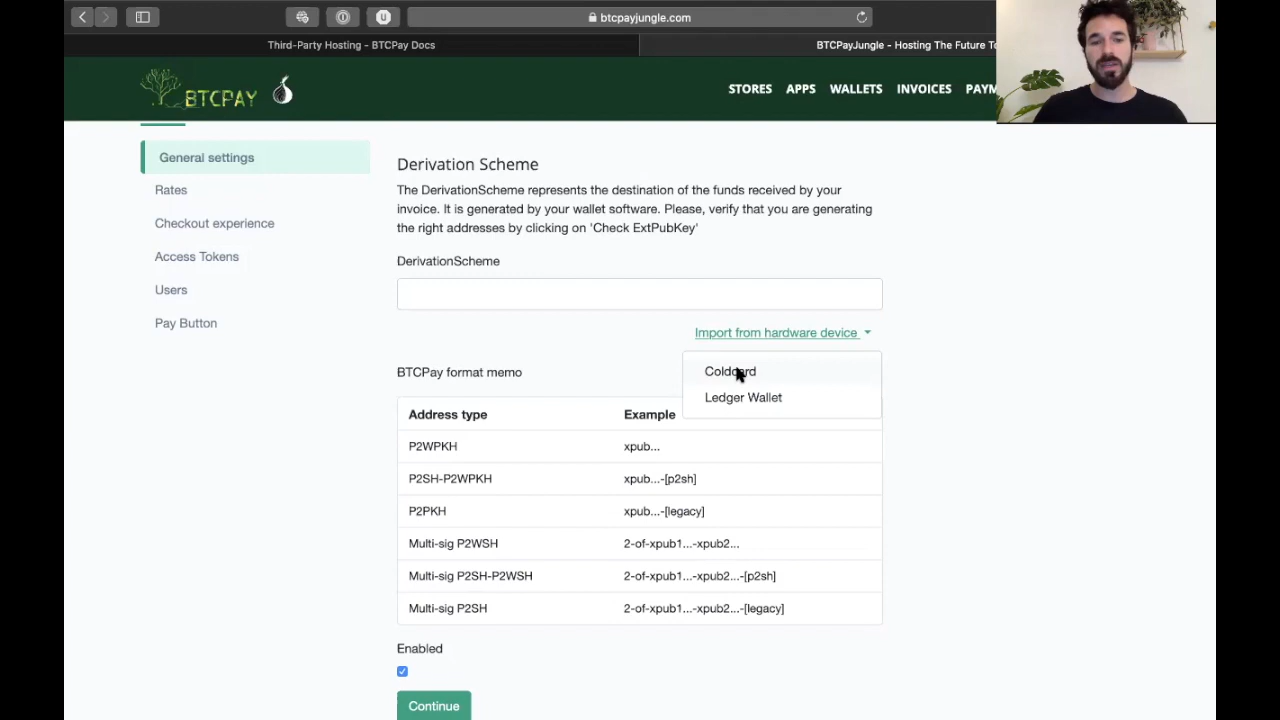 btcpayjungle.com
Third-Party Hosting - BTCPay Docs
BTCPayJungle - Hosting The Future
BTCPAY
STORES
APPS
WALLETS
INVOICES
General settings
Rates
Checkout experience
Access Tokens
Users
Pay Button
Derivation Scheme
The DerivationScheme represents the destination of the funds received by your
invoice. It is generated by your wallet software. Please, verify that you are generating
the right addresses by clicking on 'Check ExtPubKey'
DerivationScheme
Import from hardware device
Coldcard
Ledger Wallet
BTCPay format memo
Address type Example
P2WPKH xpub...
P2SH-P2WPKH xpub...-[p2sh]
P2PKH xpub...-[legacy]
Multi-sig P2WSH 2-of-xpub1...-xpub2...
Multi-sig P2SH-P2WSH 2-of-xpub1...-xpub2...-[p2sh]
Multi-sig P2SH 2-of-xpub1...-xpub2...-[legacy]
Enabled
Continue